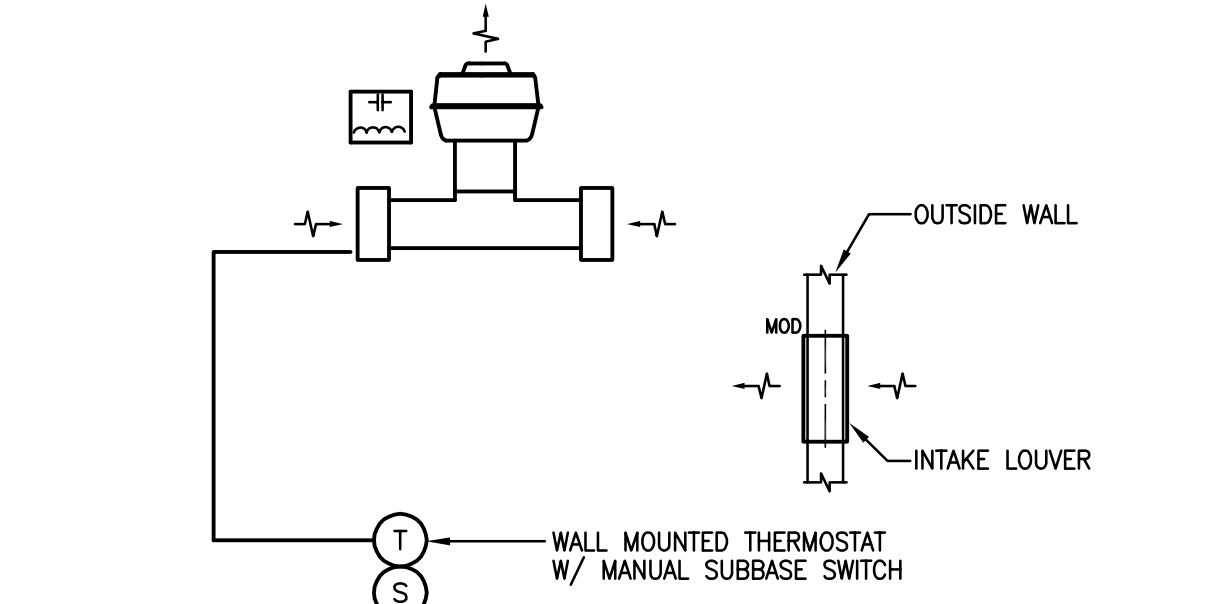 OUTSIDE WALL
MOD
INTAKE LOUVER
T
WALL MOUNTED THERMOSTAT
W/ MANUAL SUBBASE SWITCH
S